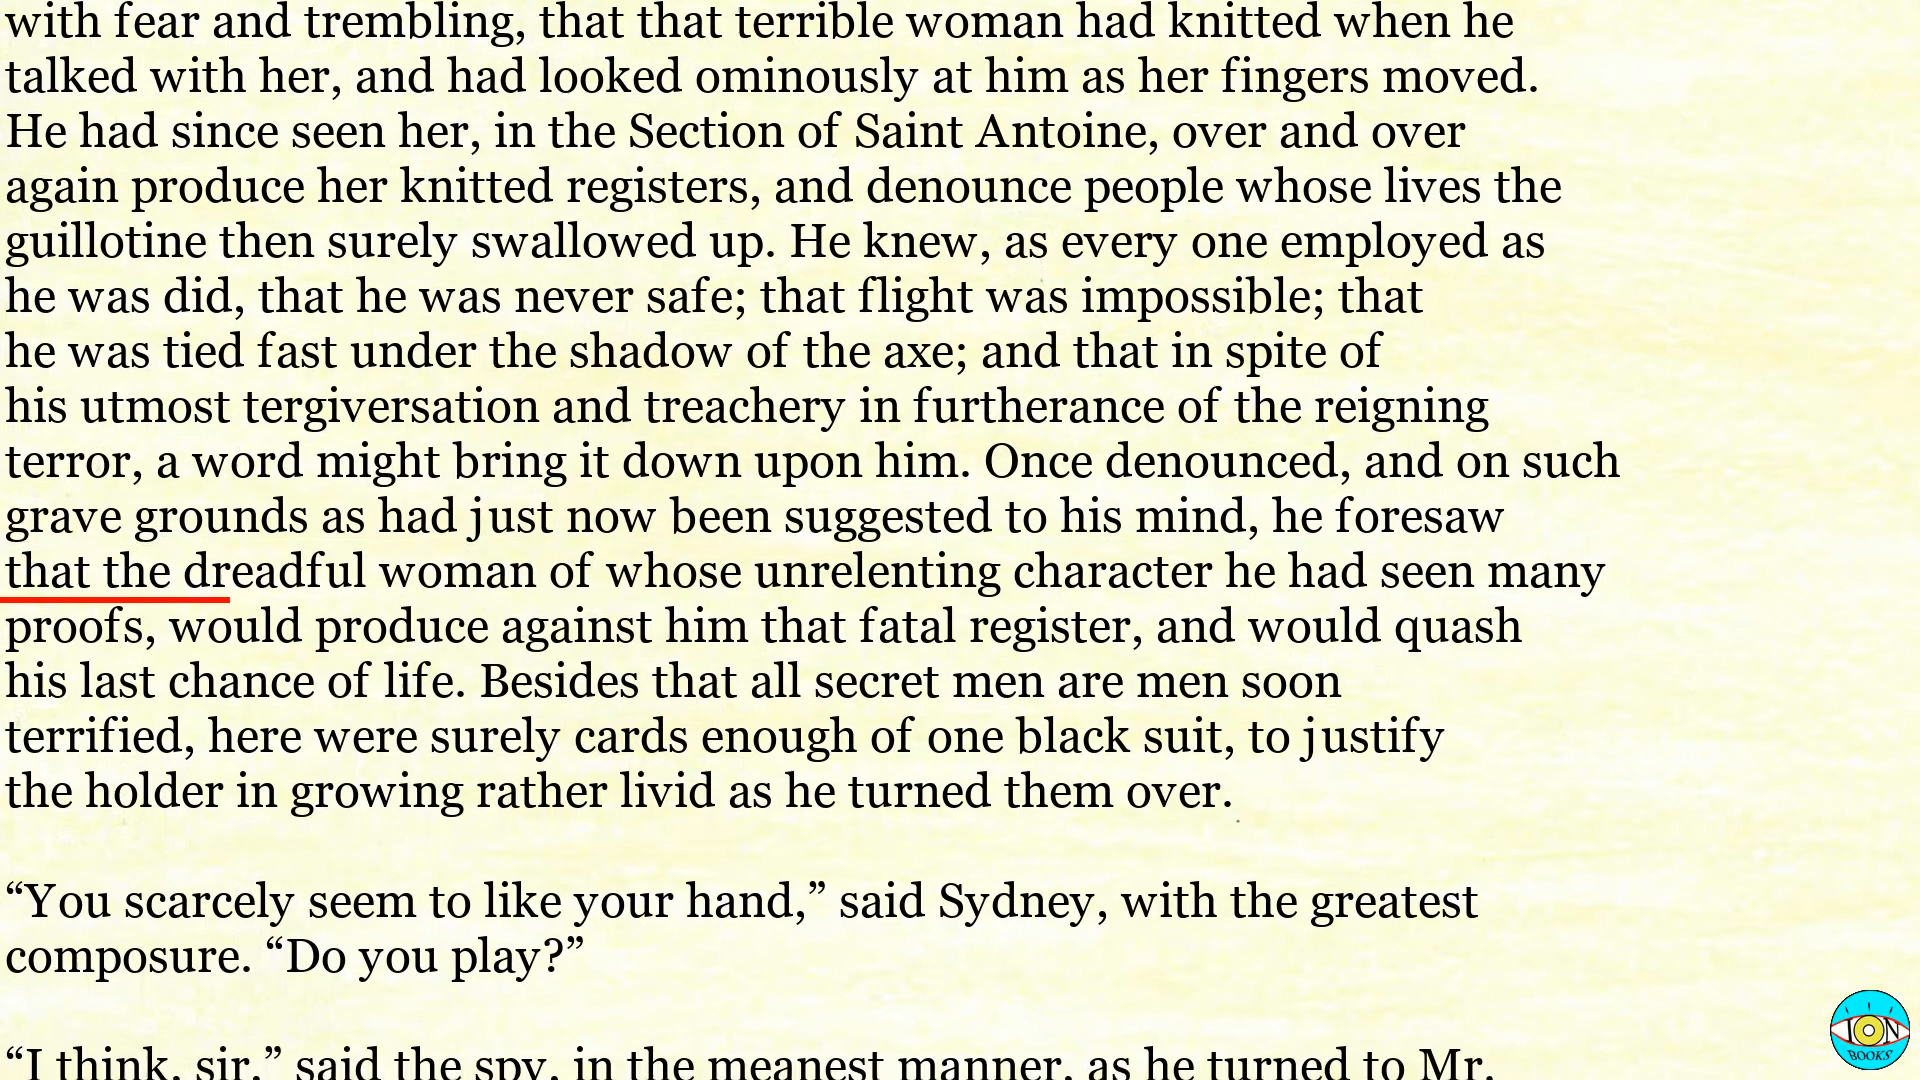 with fear and trembling, that that terrible woman had knitted when he
talked with her, and had looked ominously at him as her fingers moved.
He had since seen her, in the Section of Saint Antoine, over and over
again produce her knitted registers, and denounce people whose lives the
guillotine then surely swallowed up. He knew, as every one employed as
he was did, that he was never safe; that flight was impossible; that
he was tied fast under the shadow of the axe; and that in spite of
his utmost tergiversation and treachery in furtherance of the reigning
terror, a word might bring it down upon him. Once denounced, and on such
grave grounds as had just now been suggested to his mind, he foresaw
that the dreadful woman of whose unrelenting character he had seen many
proofs, would produce against him that fatal register, and would quash
his last chance of life. Besides that all secret men are men soon
terrified, here were surely cards enough of one black suit, to justify
the holder in growing rather livid as he turned them over.
“You scarcely seem to like your hand,” said Sydney, with the greatest
composure. “Do you play?”
“I think, sir,” said the spy, in the meanest manner, as he turned to Mr.
ION
BOOKS